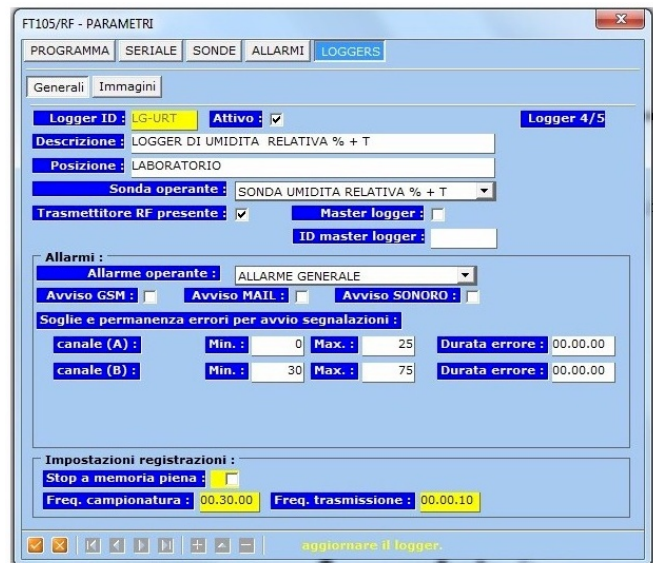 FT105/RF - PARAMETRI
PROGRAMMA SERIALE SONDE ALLARMI LOGGERS
Generali Immagini
Logger ID : LG-URT Attivo : Logger 4/5
Descrizione : LOGGER DI UMIDITA RELATIVA % + T
Posizione : LABORATORIO
Sonda operante : SONDA UMIDITA RELATIVA % + T
Trasmettitore RF presente : Master logger :
ID master logger :
Allarmi :
Allarme operante : ALLARME GENERALE
Avviso GSM : Avviso MAIL : Avviso SONORO :
Soglie e permanenza errori per avvio segnalazioni :
canale (A) : Min. : 0 Max. : 25 Durata errore : 00.00.00
canale (B) : Min. : 30 Max. : 75 Durata errore : 00.00.00
Impostazioni registrazioni :
Stop a memoria piena :
Freq. campionatura : 00.30.00 Freq. trasmissione : 00.00.10
aggiornare il logger.